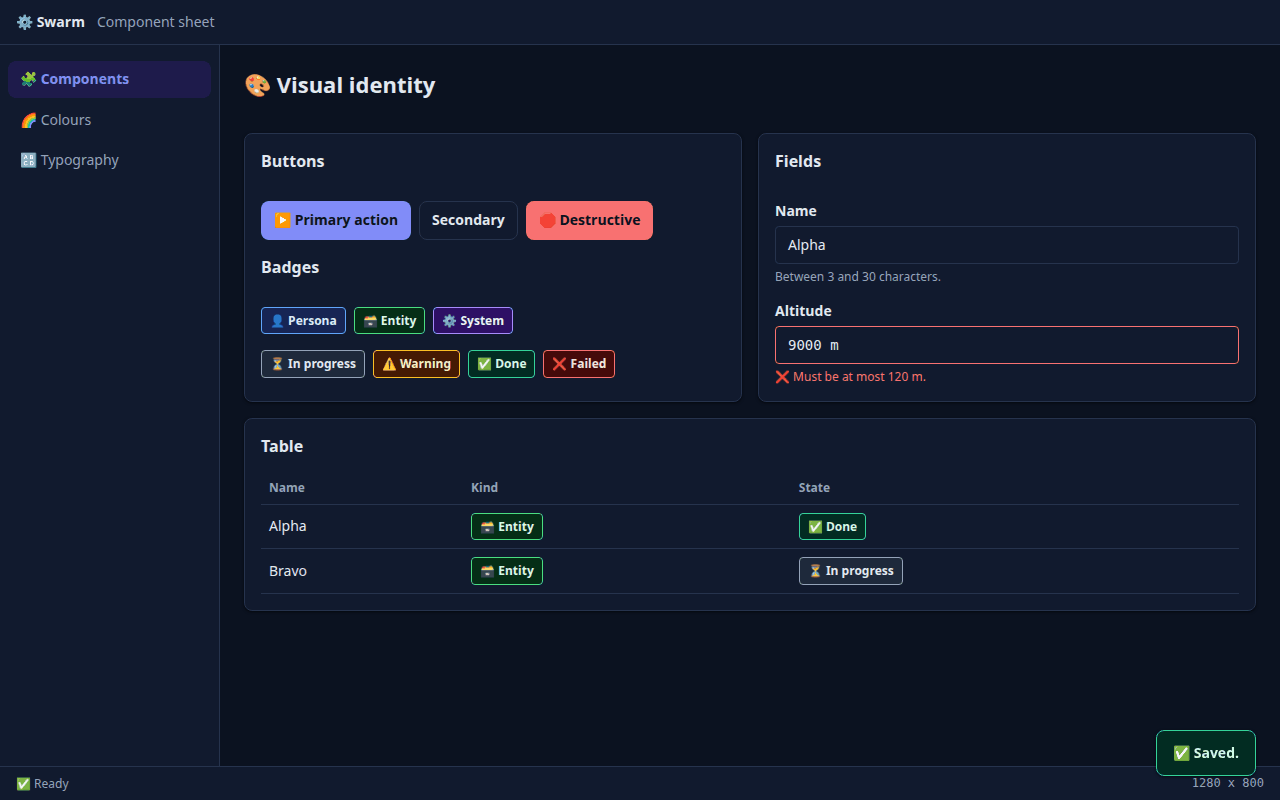 ⚙️ Swarm Component sheet
🧩 Components
🌈 Colours
🔠 Typography
🎨 Visual identity
Buttons
▶️ Primary action Secondary 🛑 Destructive
Badges
👤 Persona 🗃️ Entity ⚙️ System
⏳ In progress ⚠️ Warning ✅ Done ❌ Failed
Fields
Name
Alpha
Between 3 and 30 characters.
Altitude
9000 m
❌ Must be at most 120 m.
Table
Name Kind State
Alpha 🗃️ Entity ✅ Done
Bravo 🗃️ Entity ⏳ In progress
✅ Saved.
✅ Ready 1280 x 800